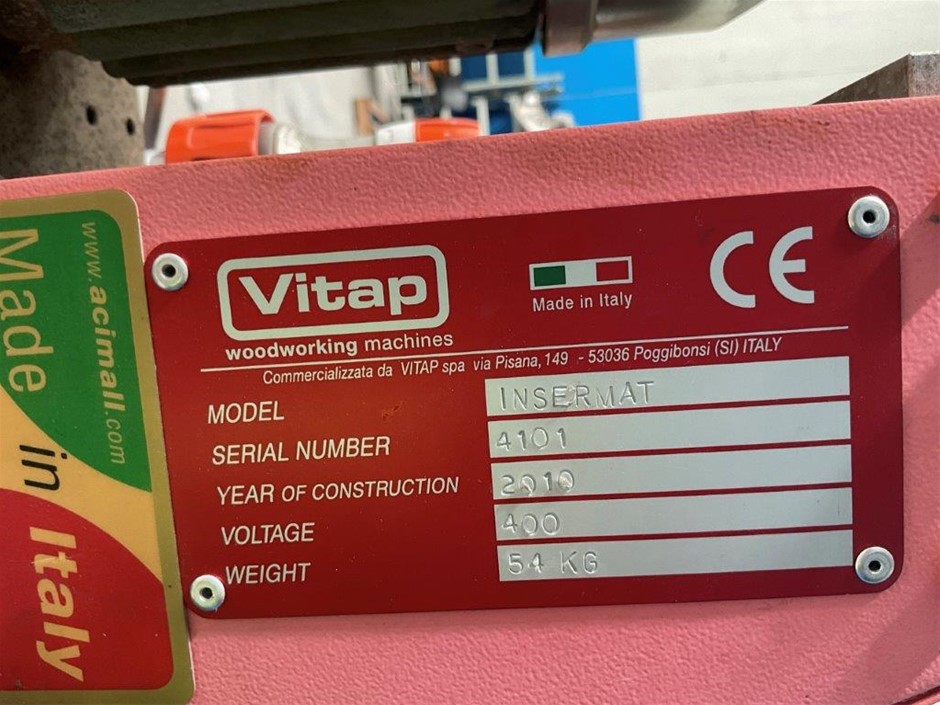 www.acimall.com
Made
in
Italy
Vitap
woodworking machines
Made in Italy
CE
Commercializzata da VITAP spa via Pisana, 149 - 53036 Poggibonsi (SI) ITALY
MODEL INSERMAT
SERIAL NUMBER 4101
YEAR OF CONSTRUCTION 2010
VOLTAGE 400
WEIGHT 54 KG